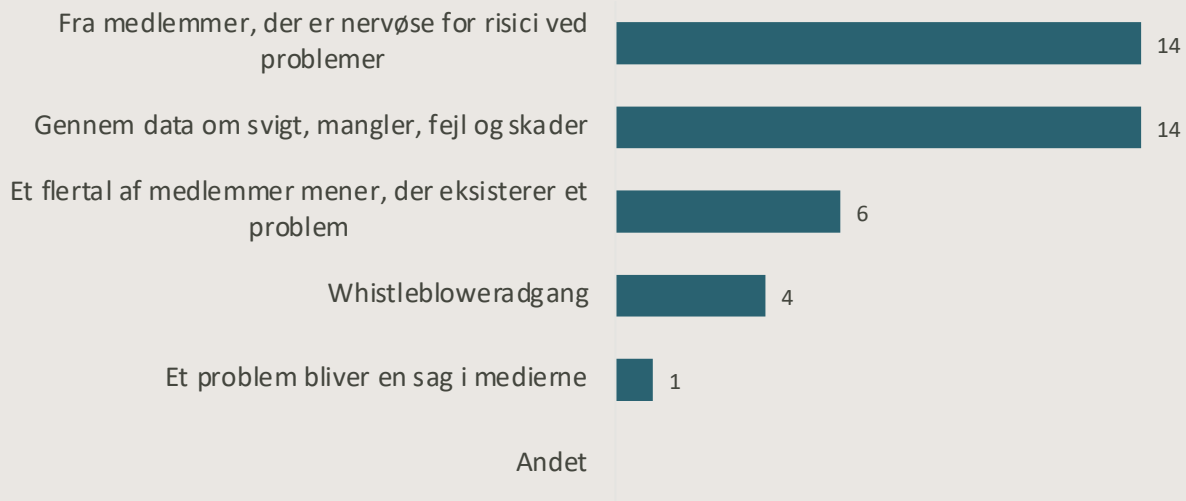 Fra medlemmer, der er nervøse for risici ved
problemer
14
Gennem data om svigt, mangler, fejl og skader
14
Et flertal af medlemmer mener, der eksisterer et
problem
6
Whistlebloweradgang
4
Et problem bliver en sag i medierne
1
Andet